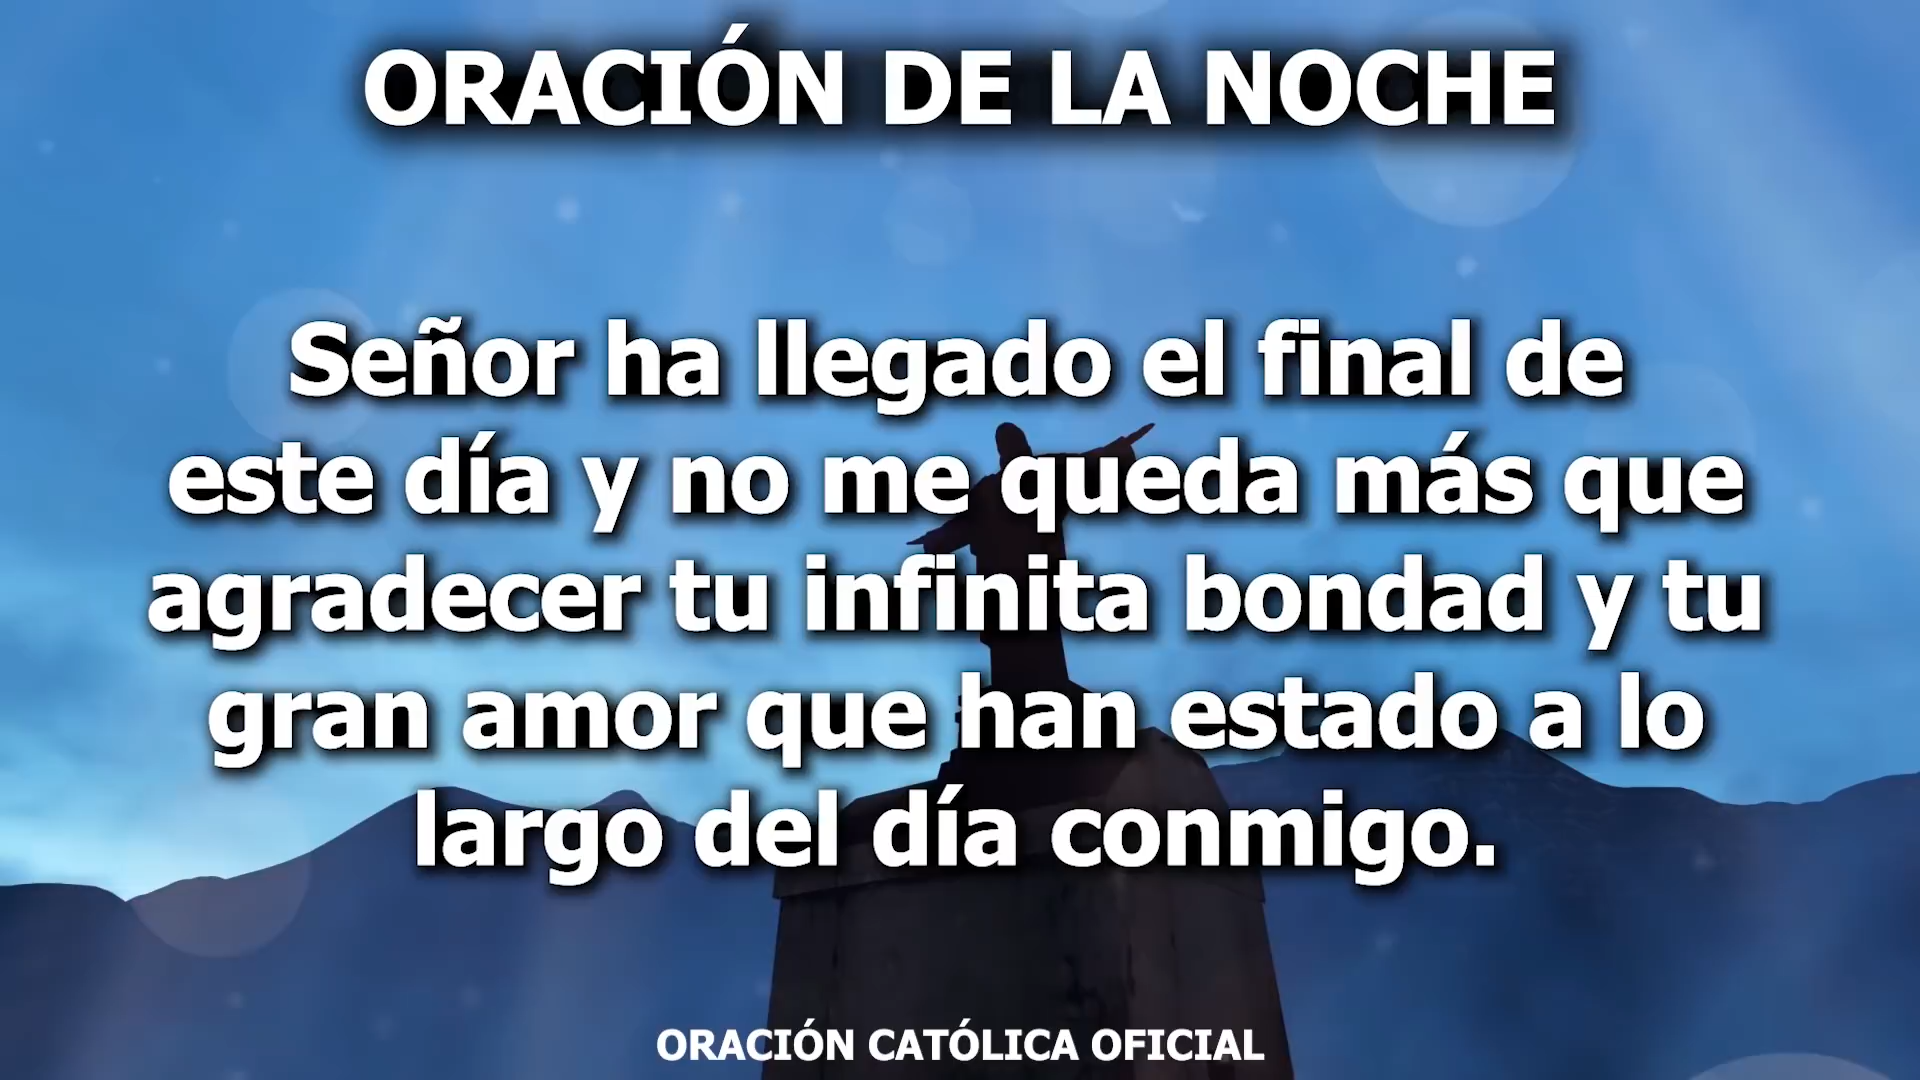 ORACIÓN DE LA NOCHE
Señor ha llegado el final de
este día y no me queda más que
agradecer tu infinita bondad y tu
gran amor que han estado a lo
largo del día conmigo.
ORACIÓN CATÓLICA OFICIAL